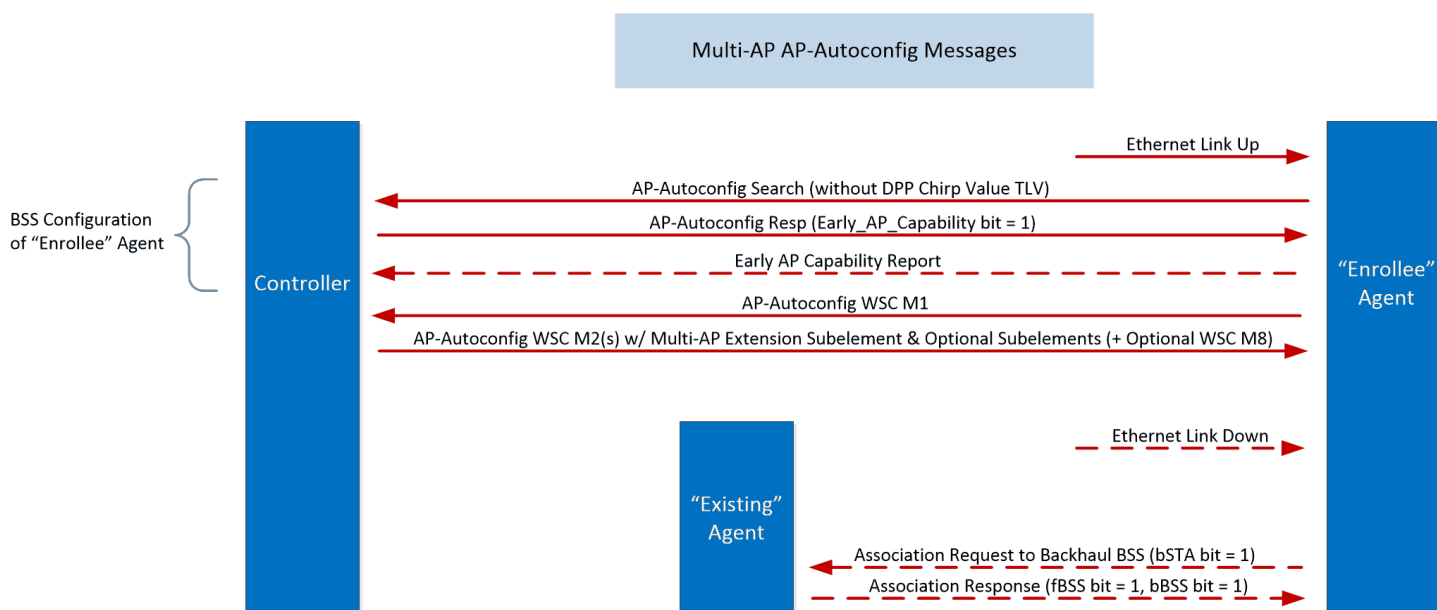 Multi-AP AP-Autoconfig Messages
Ethernet Link Up
AP-Autoconfig Search (without DPP Chirp Value TLV)
BSS Configuration
of “Enrollee” Agent
AP-Autoconfig Resp (Early_AP_Capability bit = 1)
Early AP Capability Report
Controller
“Enrollee”
Agent
AP-Autoconfig WSC M1
AP-Autoconfig WSC M2(s) w/ Multi-AP Extension Subelement & Optional Subelements (+ Optional WSC M8)
Ethernet Link Down
“Existing”
Agent
Association Request to Backhaul BSS (bSTA bit = 1)
Association Response (fBSS bit = 1, bBSS bit = 1)